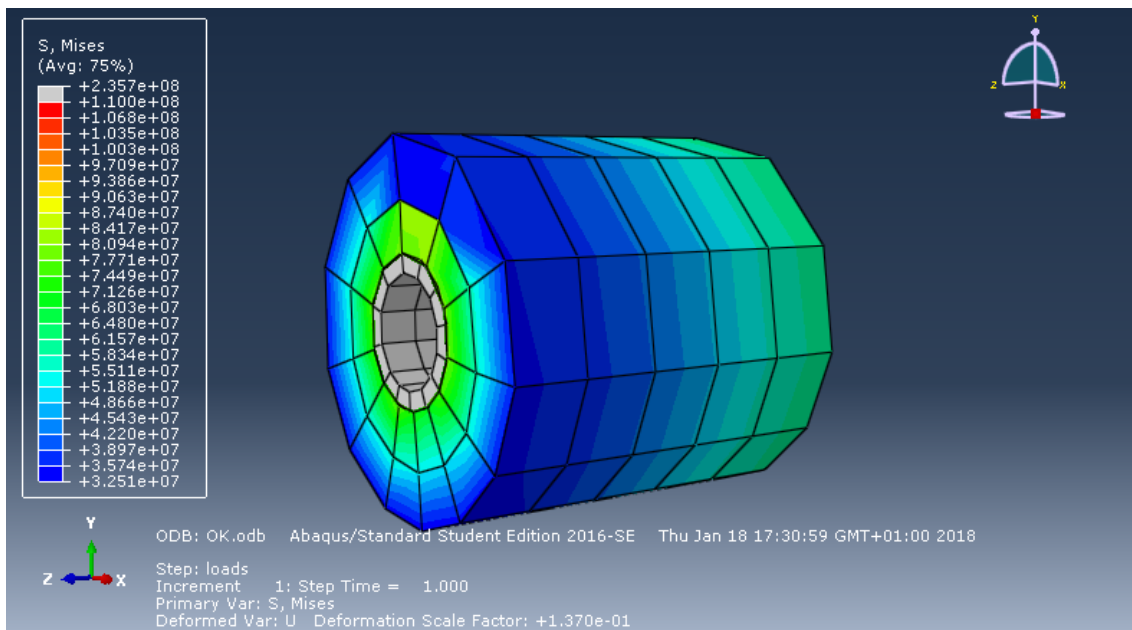 S, Mises
(Avg: 75%)
+2.357e+08
+1.100e+08
+1.068e+08
+1.035e+08
+1.003e+08
+9.709e+07
+9.386e+07
+9.063e+07
+8.740e+07
+8.417e+07
+8.094e+07
+7.771e+07
+7.449e+07
+7.126e+07
+6.803e+07
+6.480e+07
+6.157e+07
+5.834e+07
+5.511e+07
+5.188e+07
+4.866e+07
+4.543e+07
+4.220e+07
+3.897e+07
+3.574e+07
+3.251e+07
Y
Z X
Y
Z X
ODB: OK.odb Abaqus/Standard Student Edition 2016-SE Thu Jan 18 17:30:59 GMT+01:00 2018
Step: loads
Increment 1: Step Time = 1.000
Primary Var: S, Mises
Deformed Var: U Deformation Scale Factor: +1.370e-01